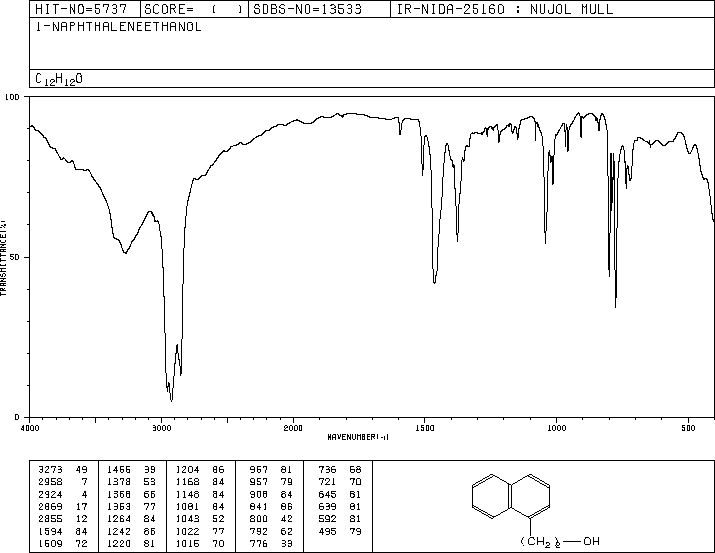 HIT-NO=5737 SCORE= ( ) SDBS-NO=13533 IR-NIDA-25160 : NUJOL MULL
1-NAPHTHALENEETHANOL
C12H12O
100
50
0
TRANSMITTANCE(%)
4000 3000 2000 1500 1000 500
WAVENUMBER(-1)
3273 49 1466 39 1204 86 967 81 736 68
2958 7 1378 53 1168 84 957 79 721 70
2924 4 1368 66 1148 84 908 84 645 81
2869 17 1363 77 1081 84 841 86 639 81
2855 12 1264 84 1043 52 800 42 592 81
1594 84 1242 86 1022 77 792 62 495 79
1509 72 1220 81 1016 70 776 33
(CH2)2—OH